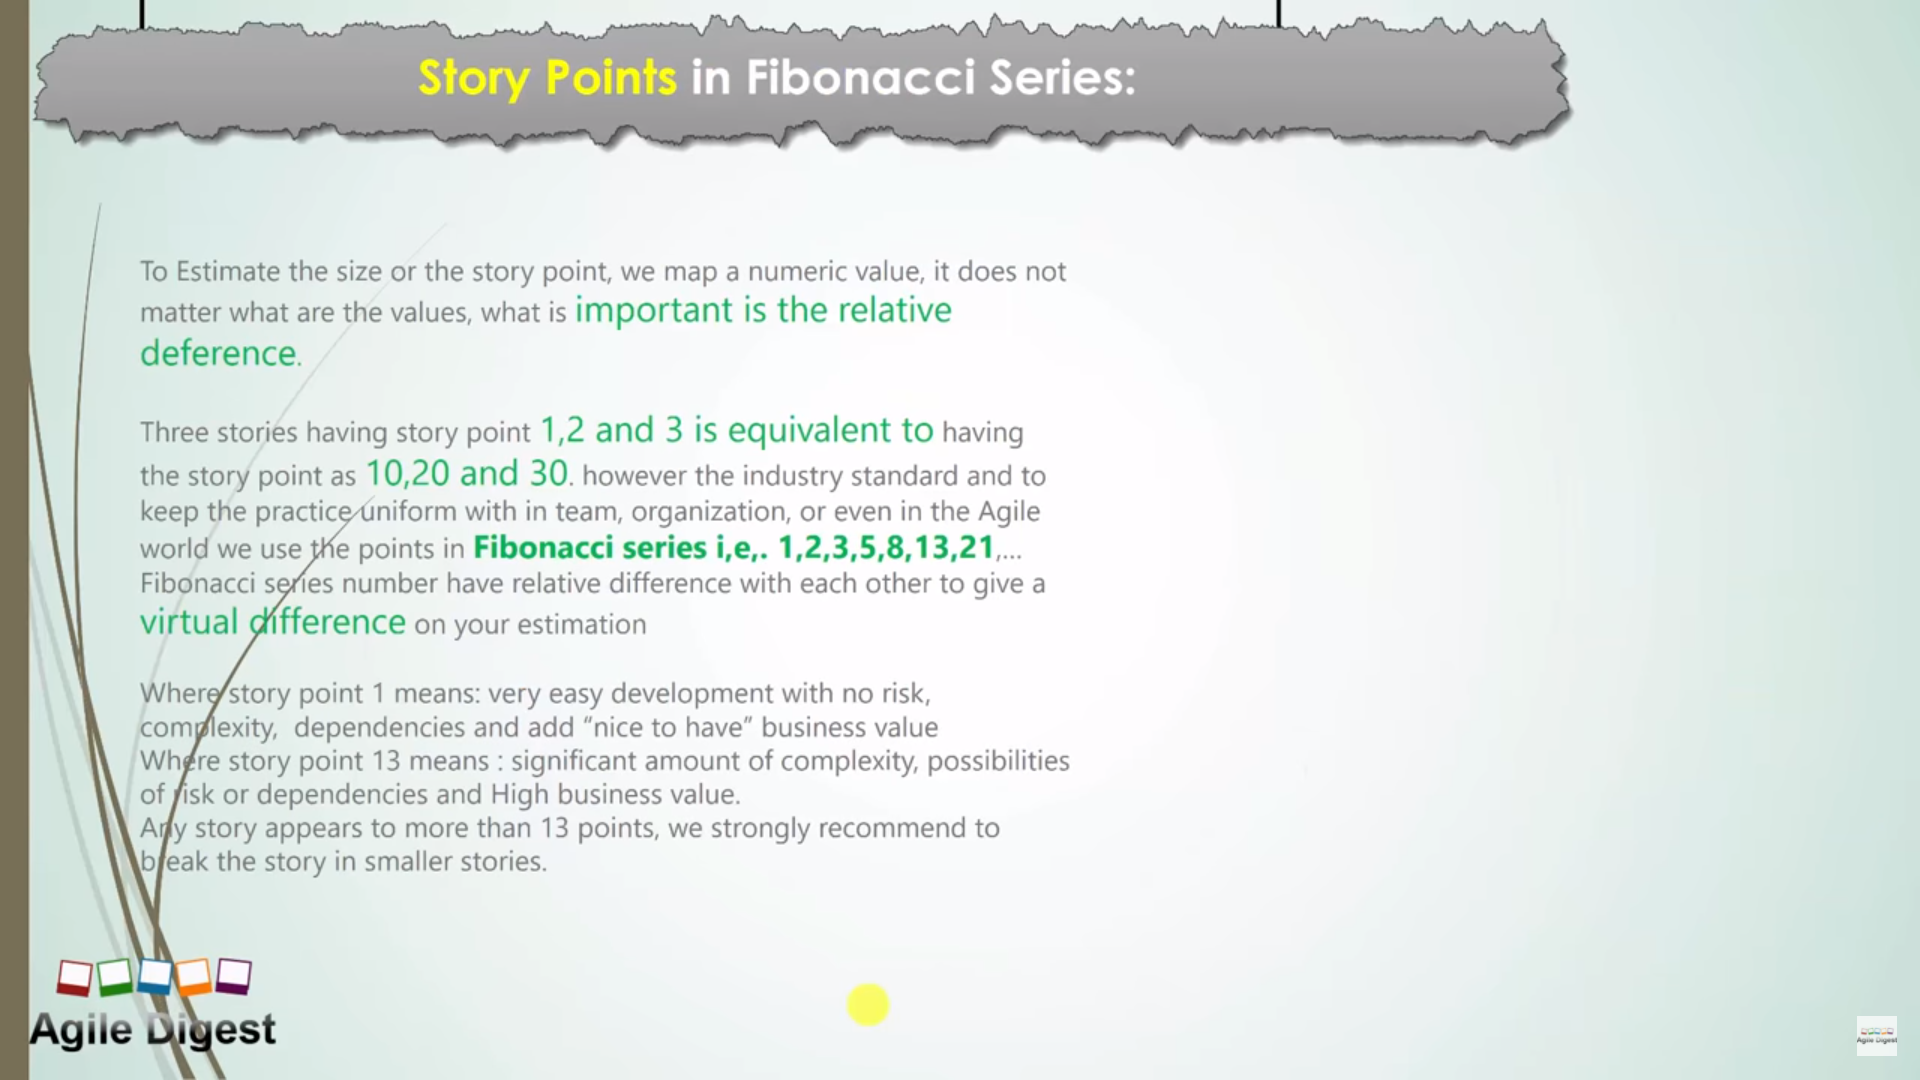 Story Points in Fibonacci Series:
To Estimate the size or the story point, we map a numeric value, it does not
matter what are the values, what is important is the relative
deference.
Three stories having story point 1,2 and 3 is equivalent to having
the story point as 10,20 and 30. however the industry standard and to
keep the practice uniform with in team, organization, or even in the Agile
world we use the points in Fibonacci series i,e,. 1,2,3,5,8,13,21,...
Fibonacci series number have relative difference with each other to give a
virtual difference on your estimation
Where story point 1 means: very easy development with no risk,
complexity,  dependencies and add “nice to have” business value
Where story point 13 means : significant amount of complexity, possibilities
of risk or dependencies and High business value.
Any story appears to more than 13 points, we strongly recommend to
break the story in smaller stories.
Agile Digest
Agile Digest